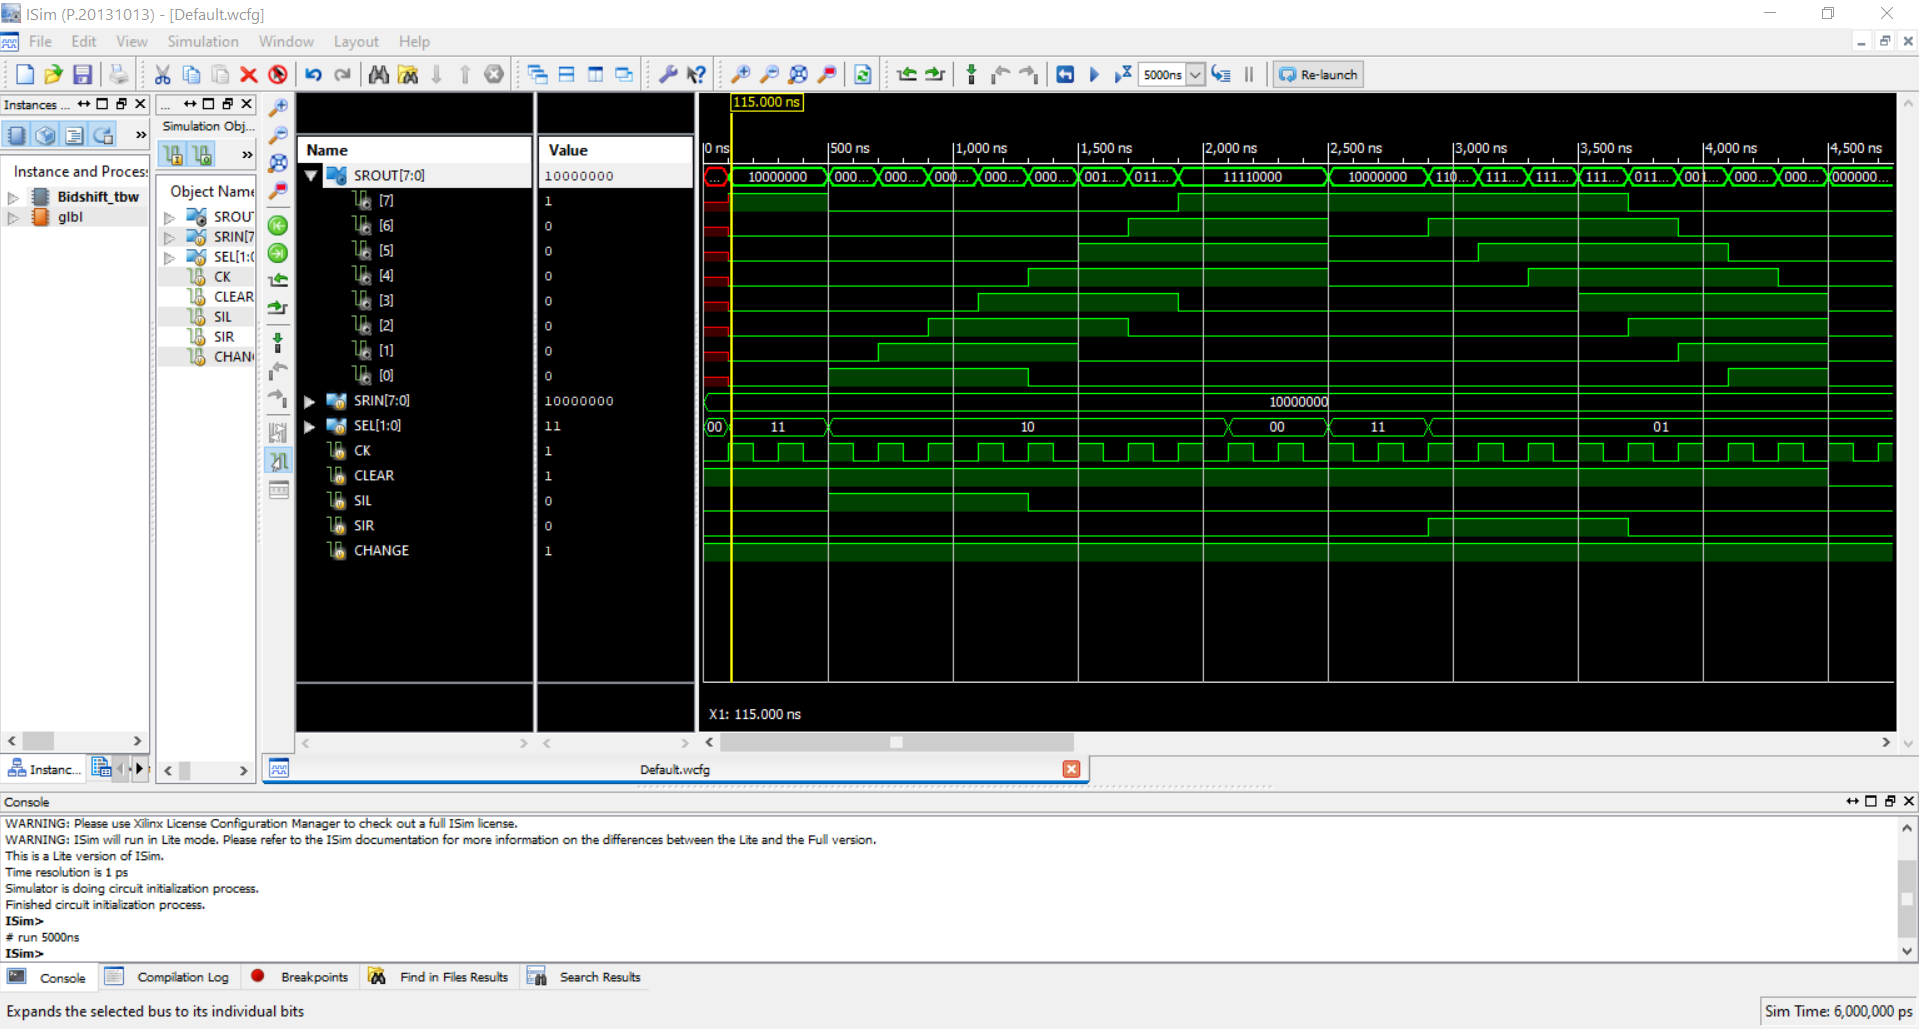 ISim (P.20131013) - [Default.wcfg]
File Edit View Simulation Window Layout Help
5000ns Re-launch
Instances ...
...
Simulation Obj...
Instance and Process
Bidshift_tbw
glbl
Object Name
SROUT
SRIN[7
SEL[1:0
CK
CLEAR
SIL
SIR
CHAN
Name Value
SROUT[7:0] 10000000
[7] 1
[6] 0
[5] 0
[4] 0
[3] 0
[2] 0
[1] 0
[0] 0
SRIN[7:0] 10000000
SEL[1:0] 11
CK 1
CLEAR 1
SIL 0
SIR 0
CHANGE 1
115.000 ns
0 ns 500 ns 1,000 ns 1,500 ns 2,000 ns 2,500 ns 3,000 ns 3,500 ns 4,000 ns 4,500 ns
... 10000000 000... 000... 000... 000... 000... 001... 011... 11110000 10000000 110... 111... 111... 111... 011... 001... 000... 000... 000000...
10000000
00 11 10 00 11 01
X1: 115.000 ns
Instanc...
Default.wcfg
Console
WARNING: Please use Xilinx License Configuration Manager to check out a full ISim license.
WARNING: ISim will run in Lite mode. Please refer to the ISim documentation for more information on the differences between the Lite and the Full version.
This is a Lite version of ISim.
Time resolution is 1 ps
Simulator is doing circuit initialization process.
Finished circuit initialization process.
ISim>
# run 5000ns
ISim>
Console Compilation Log Breakpoints Find in Files Results Search Results
Expands the selected bus to its individual bits
Sim Time: 6,000,000 ps